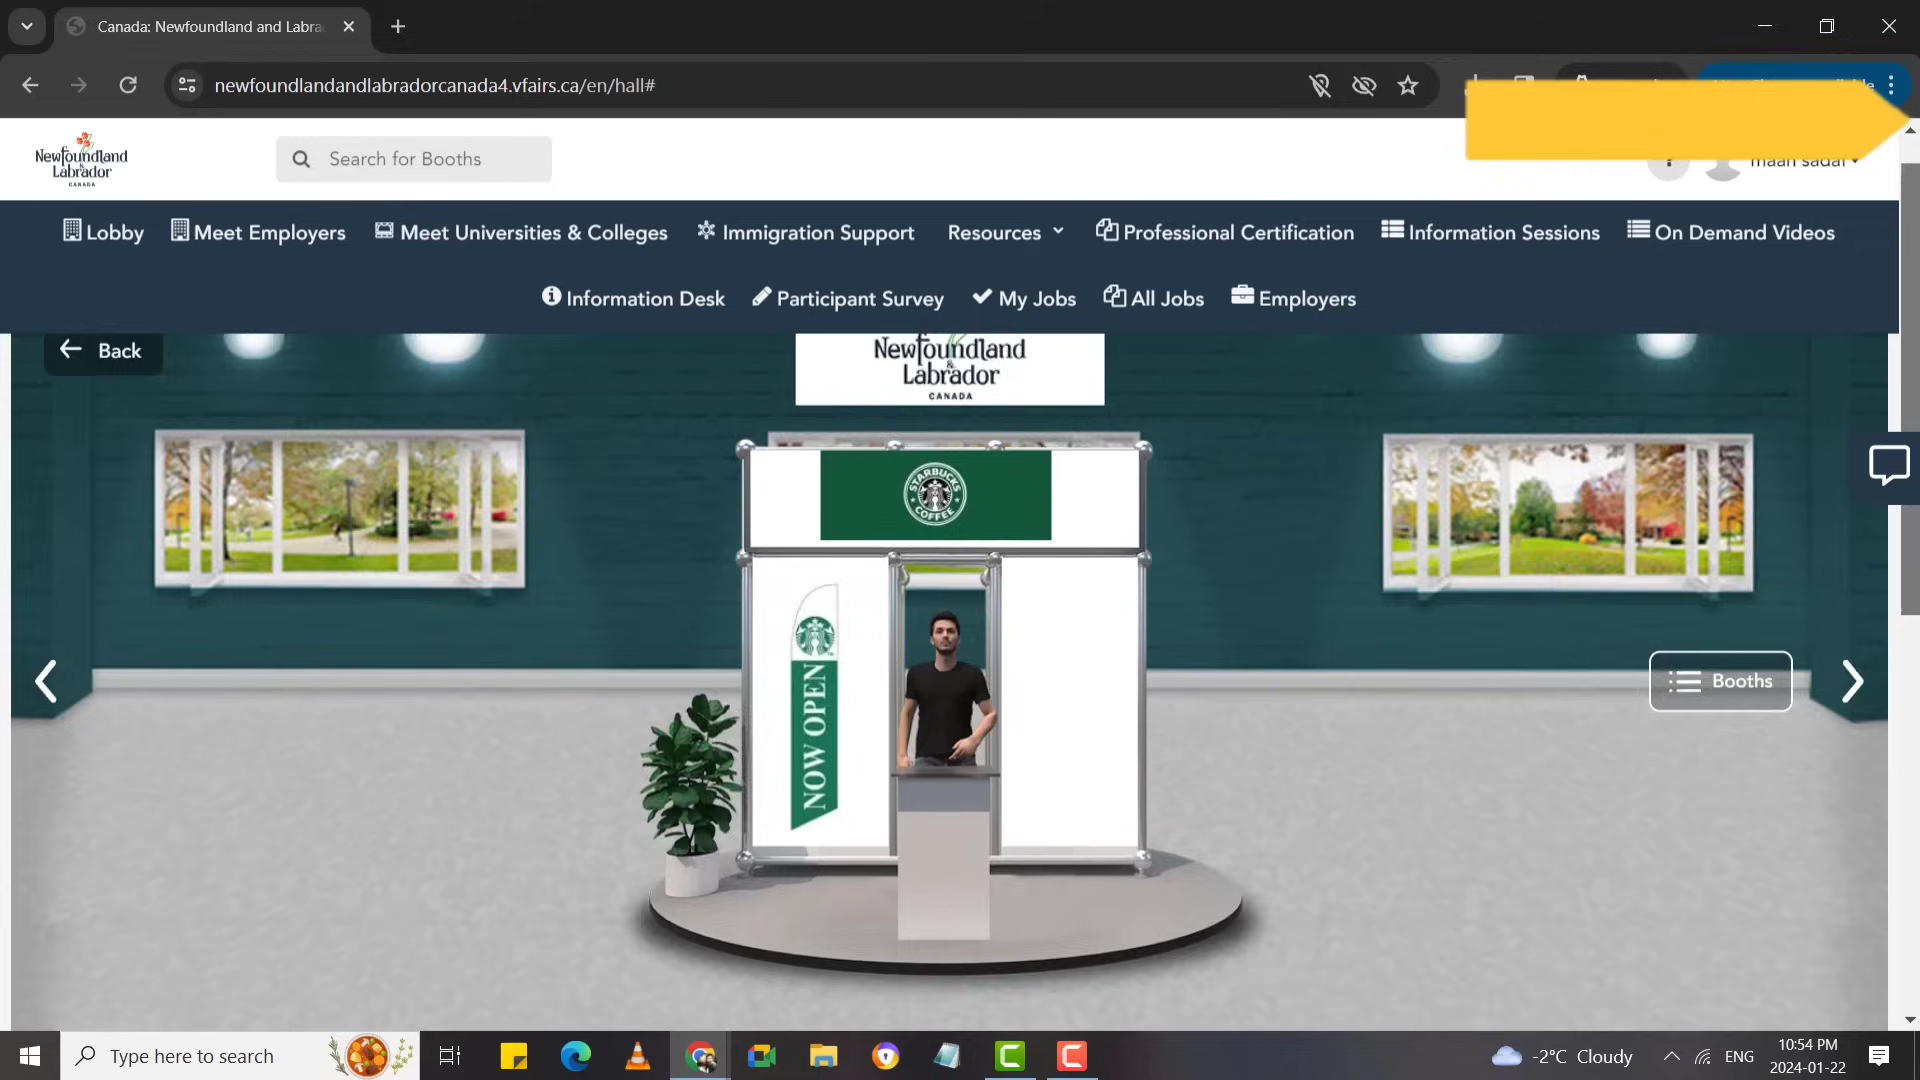 Canada: Newfoundland and Labra
newfoundlandandlabradorcanada4.vfairs.ca/en/hall#
Newfoundland
&
Labrador
CANADA
Search for Booths
maan sadai
Lobby
Meet Employers
Meet Universities & Colleges
Immigration Support
Resources
Professional Certification
Information Sessions
On Demand Videos
Information Desk
Participant Survey
My Jobs
All Jobs
Employers
Back
Newfoundland
&
Labrador
CANADA
STARBUCKS
COFFEE
NOW OPEN
Booths
Type here to search
-2°C Cloudy
ENG
10:54 PM
2024-01-22